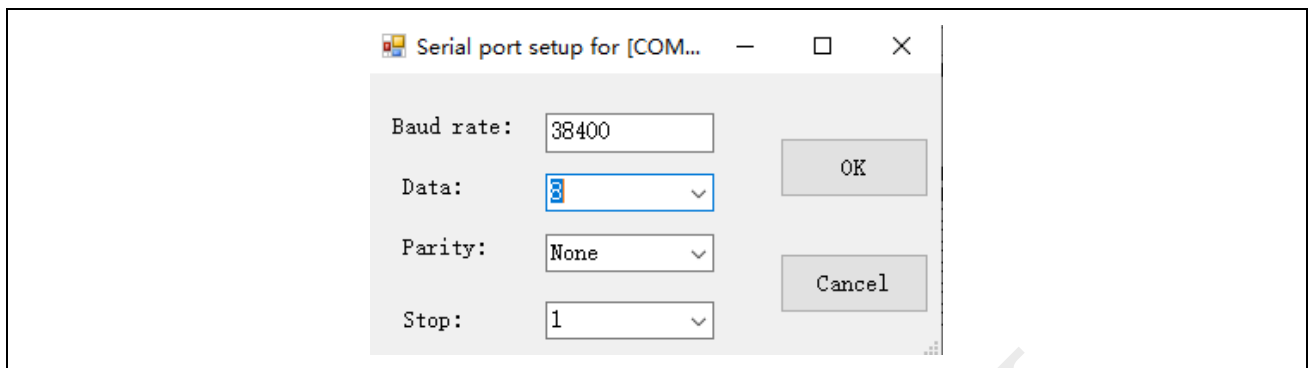 Serial port setup for [COM...
Baud rate: 38400
OK
Data: 8
Parity: None
Cancel
Stop: 1